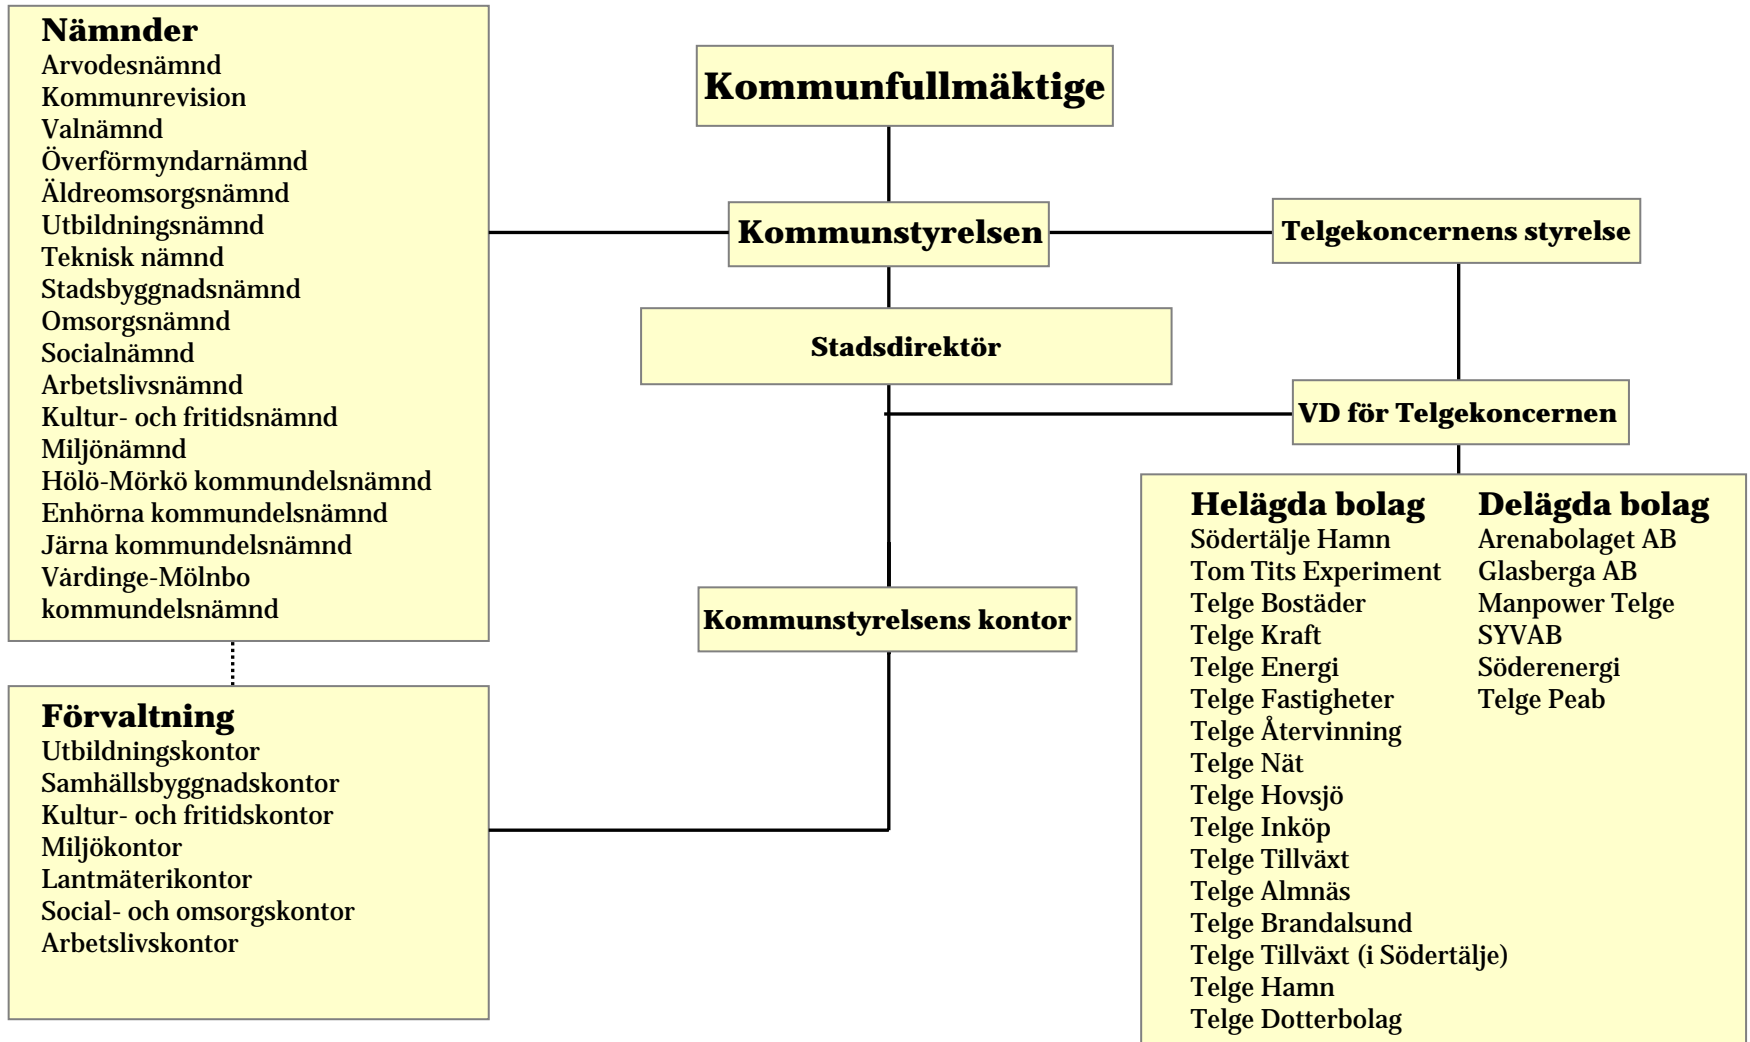 Nämnder
Arvodesnämnd
Kommunrevision
Valnämnd
Överförmyndarnämnd
Äldreomsorgsnämnd
Utbildningsnämnd
Teknisk nämnd
Stadsbyggnadsnämnd
Omsorgsnämnd
Socialnämnd
Arbetslivsnämnd
Kultur- och fritidsnämnd
Miljönämnd
Hölö-Mörkö kommundelsnämnd
Enhörna kommundelsnämnd
Järna kommundelsnämnd
Vårdinge-Mölnbo
kommundelsnämnd
Förvaltning
Utbildningskontor
Samhällsbyggnadskontor
Kultur- och fritidskontor
Miljökontor
Lantmäterikontor
Social- och omsorgskontor
Arbetslivskontor
Kommunfullmäktige
Kommunstyrelsen
Stadsdirektör
Kommunstyrelsens kontor
Telgekoncernens styrelse
VD för Telgekoncernen
Helägda bolag
Södertälje Hamn
Tom Tits Experiment
Telge Bostäder
Telge Kraft
Telge Energi
Telge Fastigheter
Telge Återvinning
Telge Nät
Telge Hovsjö
Telge Inköp
Telge Tillväxt
Telge Almnäs
Telge Brandalsund
Telge Tillväxt (i Södertälje)
Telge Hamn
Telge Dotterbolag
Delägda bolag
Arenabolaget AB
Glasberga AB
Manpower Telge
SYVAB
Söderenergi
Telge Peab